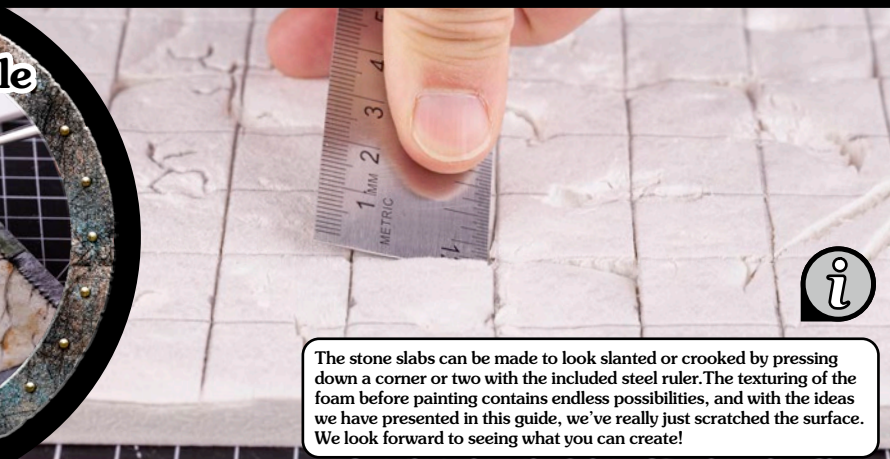 le
5
4
3
2
1 MM
METRIC
i
The stone slabs can be made to look slanted or crooked by pressing
down a corner or two with the included steel ruler.The texturing of the
foam before painting contains endless possibilities, and with the ideas
we have presented in this guide, we’ve really just scratched the surface.
We look forward to seeing what you can create!